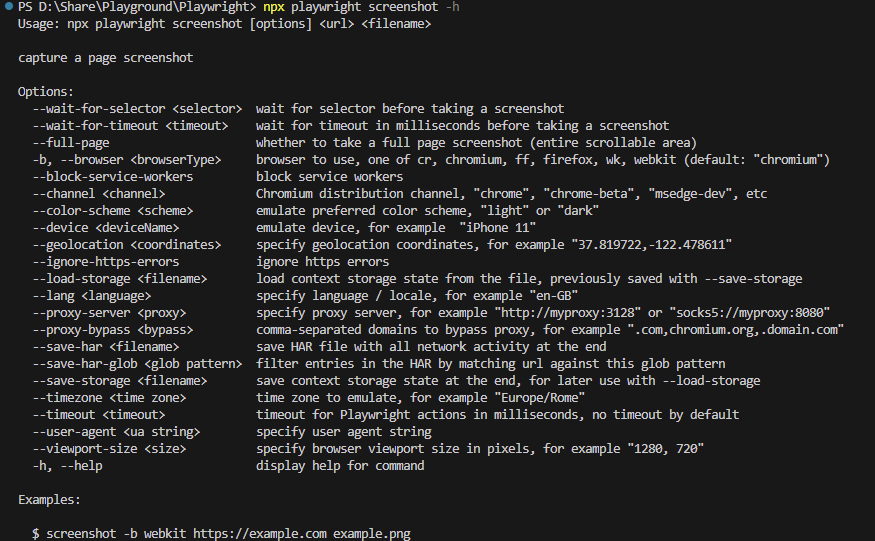 PS D:\Share\Playground\Playwright> npx playwright screenshot -h
Usage: npx playwright screenshot [options] <url> <filename>

capture a page screenshot

Options:
  --wait-for-selector <selector>  wait for selector before taking a screenshot
  --wait-for-timeout <timeout>    wait for timeout in milliseconds before taking a screenshot
  --full-page                     whether to take a full page screenshot (entire scrollable area)
  -b, --browser <browserType>     browser to use, one of cr, chromium, ff, firefox, wk, webkit (default: "chromium")
  --block-service-workers         block service workers
  --channel <channel>             Chromium distribution channel, "chrome", "chrome-beta", "msedge-dev", etc
  --color-scheme <scheme>         emulate preferred color scheme, "light" or "dark"
  --device <deviceName>           emulate device, for example  "iPhone 11"
  --geolocation <coordinates>     specify geolocation coordinates, for example "37.819722,-122.478611"
  --ignore-https-errors           ignore https errors
  --load-storage <filename>       load context storage state from the file, previously saved with --save-storage
  --lang <language>               specify language / locale, for example "en-GB"
  --proxy-server <proxy>          specify proxy server, for example "http://myproxy:3128" or "socks5://myproxy:8080"
  --proxy-bypass <bypass>         comma-separated domains to bypass proxy, for example ".com,chromium.org,.domain.com"
  --save-har <filename>           save HAR file with all network activity at the end
  --save-har-glob <glob pattern>  filter entries in the HAR by matching url against this glob pattern
  --save-storage <filename>       save context storage state at the end, for later use with --load-storage
  --timezone <time zone>          time zone to emulate, for example "Europe/Rome"
  --timeout <timeout>             timeout for Playwright actions in milliseconds, no timeout by default
  --user-agent <ua string>        specify user agent string
  --viewport-size <size>          specify browser viewport size in pixels, for example "1280, 720"
  -h, --help                      display help for command

Examples:

  $ screenshot -b webkit https://example.com example.png